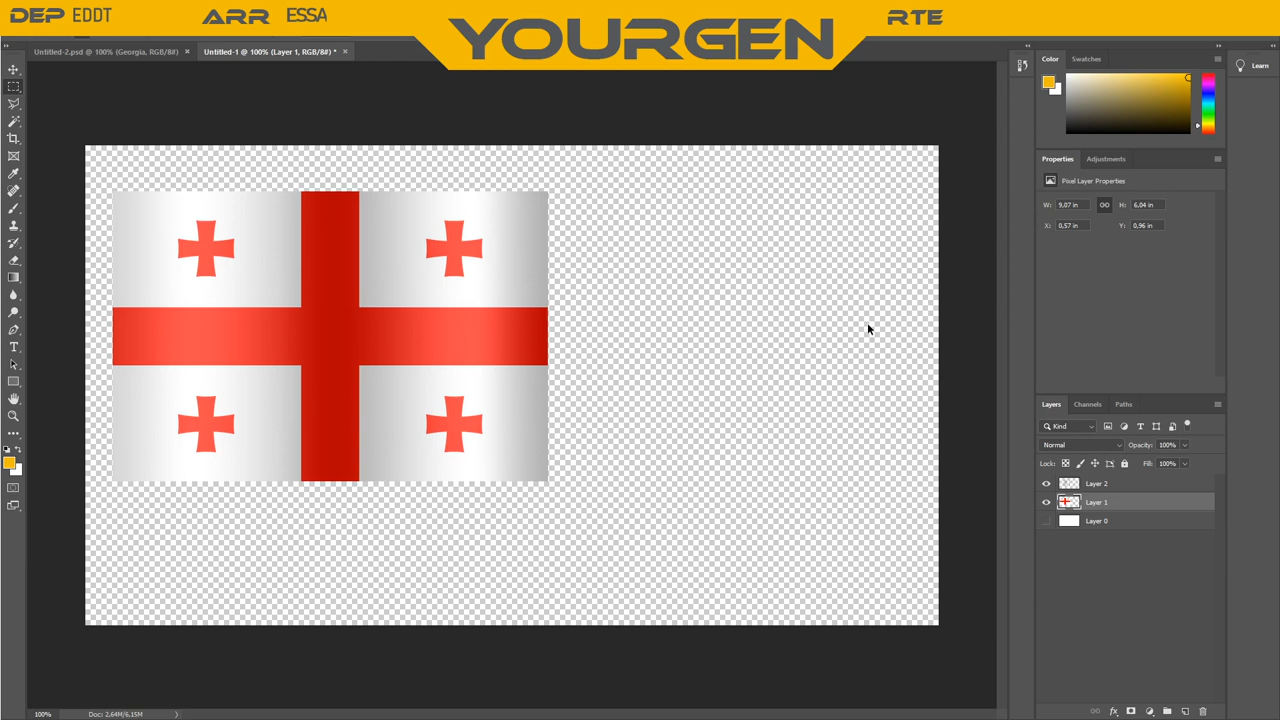 DEP EDDT
ARR ESSA
YOURGEN
RTE
Untitled-2.psd @ 100% (Georgia, RGB/8#) ×
Untitled-1 @ 100% (Layer 1, RGB/8#) * ×
Color Swatches
Learn
Properties Adjustments
Pixel Layer Properties
W: 9,07 in H: 6,04 in
X: 0,57 in Y: 0,96 in
Layers Channels Paths
Kind
Normal Opacity: 100%
Lock: Fill: 100%
Layer 2
Layer 1
Layer 0
100% Doc: 2,64M/6,15M